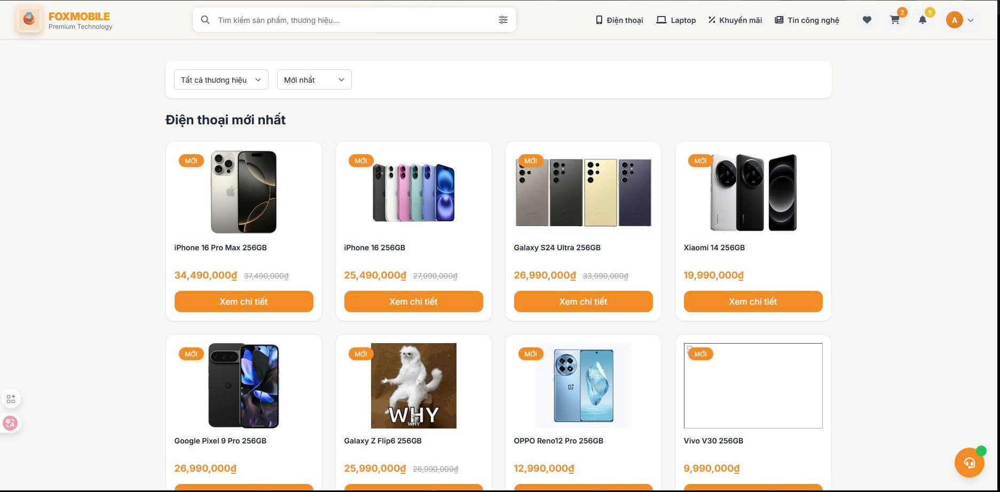 FOXMOBILE
Premium Technology
Tìm kiếm sản phẩm, thương hiệu...
Điện thoại
Laptop
Khuyến mãi
Tin công nghệ
2
5
A
Tất cả thương hiệu
Mới nhất
Điện thoại mới nhất
MỚI
MỚI
MỚI
MỚI
iPhone 16 Pro Max 256GB
iPhone 16 256GB
Galaxy S24 Ultra 256GB
Xiaomi 14 256GB
34,490,000₫ 37,490,000₫
25,490,000₫ 27,990,000₫
26,990,000₫ 33,990,000₫
19,990,000₫
Xem chi tiết
Xem chi tiết
Xem chi tiết
Xem chi tiết
MỚI
MỚI
WHY
WHY
MỚI
Never
Settle
MỚI
Google Pixel 9 Pro 256GB
Galaxy Z Flip6 256GB
OPPO Reno12 Pro 256GB
Vivo V30 256GB
26,990,000₫
25,990,000₫ 28,990,000₫
12,990,000₫
9,990,000₫